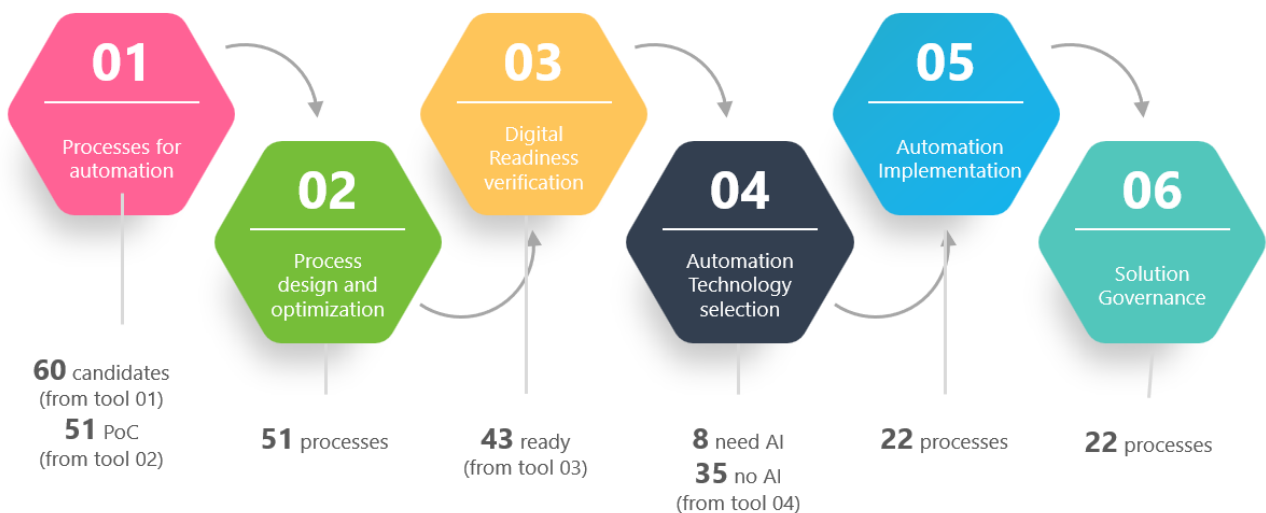 01
Processes for
automation
60 candidates
(from tool 01)
51 PoC
(from tool 02)
02
Process
design and
optimization
51 processes
03
Digital
Readiness
verification
43 ready
(from tool 03)
04
Automation
Technology
selection
8 need AI
35 no AI
(from tool 04)
05
Automation
Implementation
22 processes
06
Solution
Governance
22 processes